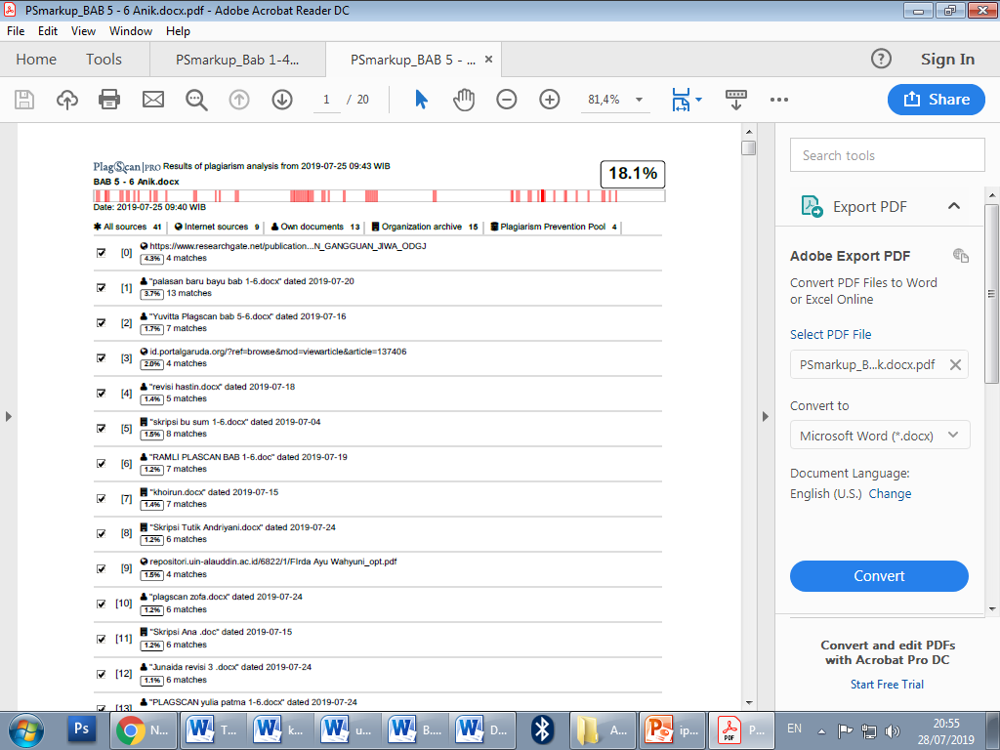 PSmarkup_BAB 5 - 6 Anik.docx.pdf - Adobe Acrobat Reader DC
File Edit View Window Help
Home Tools PSmarkup_Bab 1-4... PSmarkup_BAB 5 - ... ×
? Sign In
1 / 20 81,4% Share
PlagScan PRO Results of plagiarism analysis from 2019-07-25 09:43 WIB
18.1%
BAB 5 - 6 Anik.docx
Date: 2019-07-25 09:40 WIB
All sources 41 Internet sources 9 Own documents 13 Organization archive 15 Plagiarism Prevention Pool 4
[0] https://www.researchgate.net/publication...N_GANGGUAN_JIWA_ODGJ
4.3% 4 matches
[1] "palasan baru bayu bab 1-6.docx" dated 2019-07-20
3.7% 13 matches
[2] "Yuvitta Plagscan bab 5-6.docx" dated 2019-07-16
1.7% 7 matches
[3] id.portalgaruda.org/?ref=browse&mod=viewarticle&article=137406
2.0% 4 matches
[4] "revisi hastin.docx" dated 2019-07-18
1.4% 5 matches
[5] "skripsi bu sum 1-6.docx" dated 2019-07-04
1.5% 8 matches
[6] "RAMLI PLASCAN BAB 1-6.doc" dated 2019-07-19
1.2% 7 matches
[7] "khoirun.docx" dated 2019-07-15
1.4% 7 matches
[8] "Skripsi Tutik Andriyani.docx" dated 2019-07-24
1.2% 6 matches
[9] repositori.uin-alauddin.ac.id/6822/1/FIrda Ayu Wahyuni_opt.pdf
1.5% 4 matches
[10] "plagscan zofa.docx" dated 2019-07-24
1.2% 6 matches
[11] "Skripsi Ana .doc" dated 2019-07-15
1.2% 6 matches
[12] "Junaida revisi 3 .docx" dated 2019-07-24
1.1% 6 matches
[13] "PLAGSCAN yulia patma 1-6.docx" dated 2019-07-24
Search tools
Export PDF
Adobe Export PDF
Convert PDF Files to Word
or Excel Online
Select PDF File
PSmarkup_B...k.docx.pdf
Convert to
Microsoft Word (*.docx)
Document Language:
English (U.S.) Change
Convert
Convert and edit PDFs
with Acrobat Pro DC
Start Free Trial
Ps N... T... k... u... B... D... A... ip... P... EN 20:55
28/07/2019